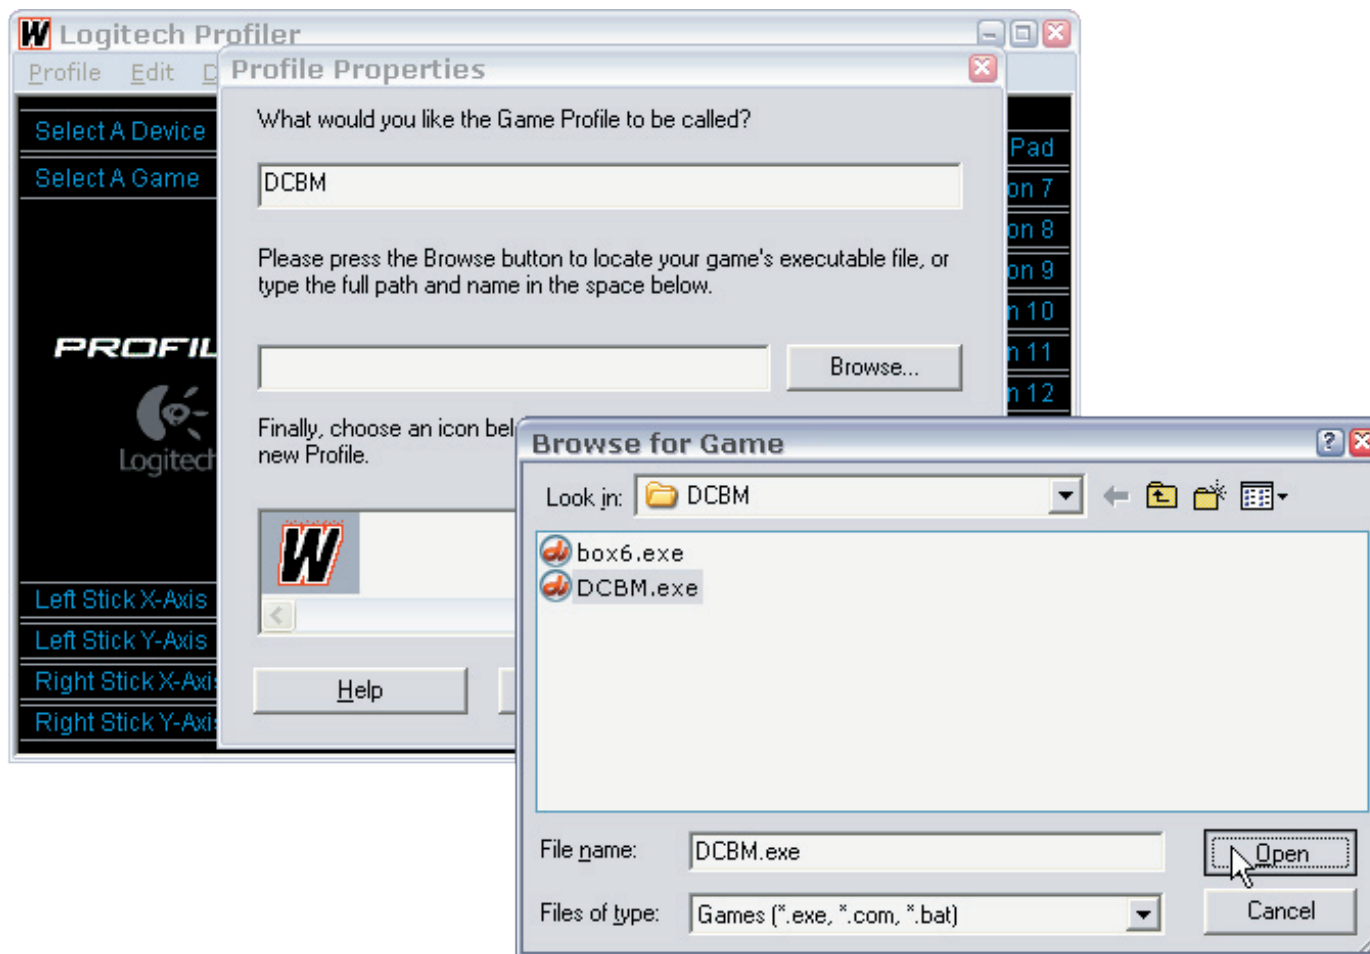 W Logitech Profiler
Profile Edit D
Profile Properties
Select A Device
Select A Game
PROFIL
Logitech
Left Stick X-Axis
Left Stick Y-Axis
Right Stick X-Axi
Right Stick Y-Axi
What would you like the Game Profile to be called?
DCBM
Please press the Browse button to locate your game's executable file, or
type the full path and name in the space below.
Browse...
Finally, choose an icon bel
new Profile.
W
Help
Pad
on 7
on 8
on 9
n 10
n 11
n 12
Browse for Game
Look in: DCBM
box6.exe
DCBM.exe
File name: DCBM.exe
Open
Files of type: Games (*.exe, *.com, *.bat)
Cancel